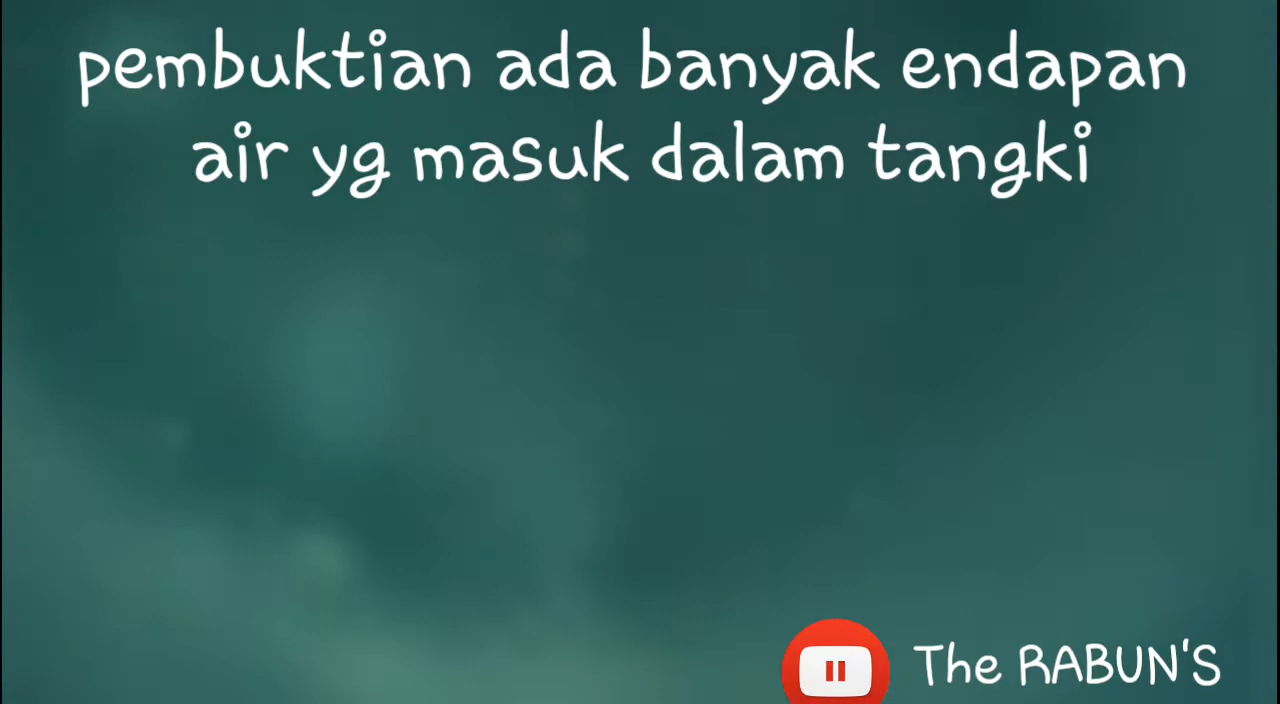 pembuktian ada banyak endapan
air yg masuk dalam tangki
The RABUN'S